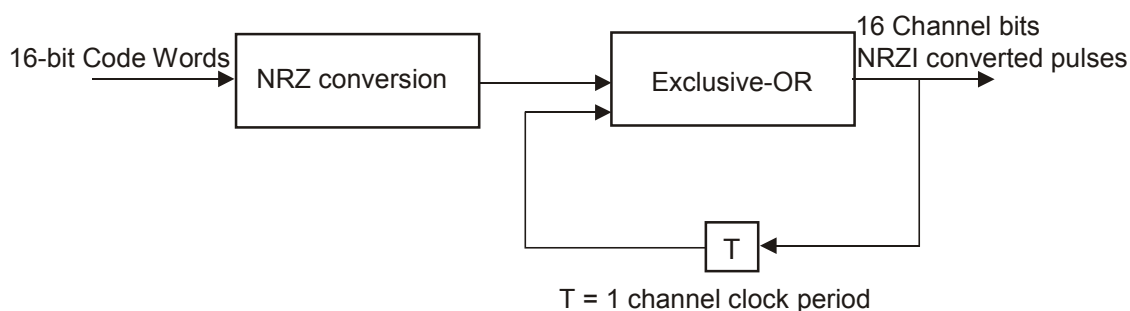 16-bit Code Words
NRZ conversion
Exclusive-OR
16 Channel bits
NRZI converted pulses
T
T = 1 channel clock period